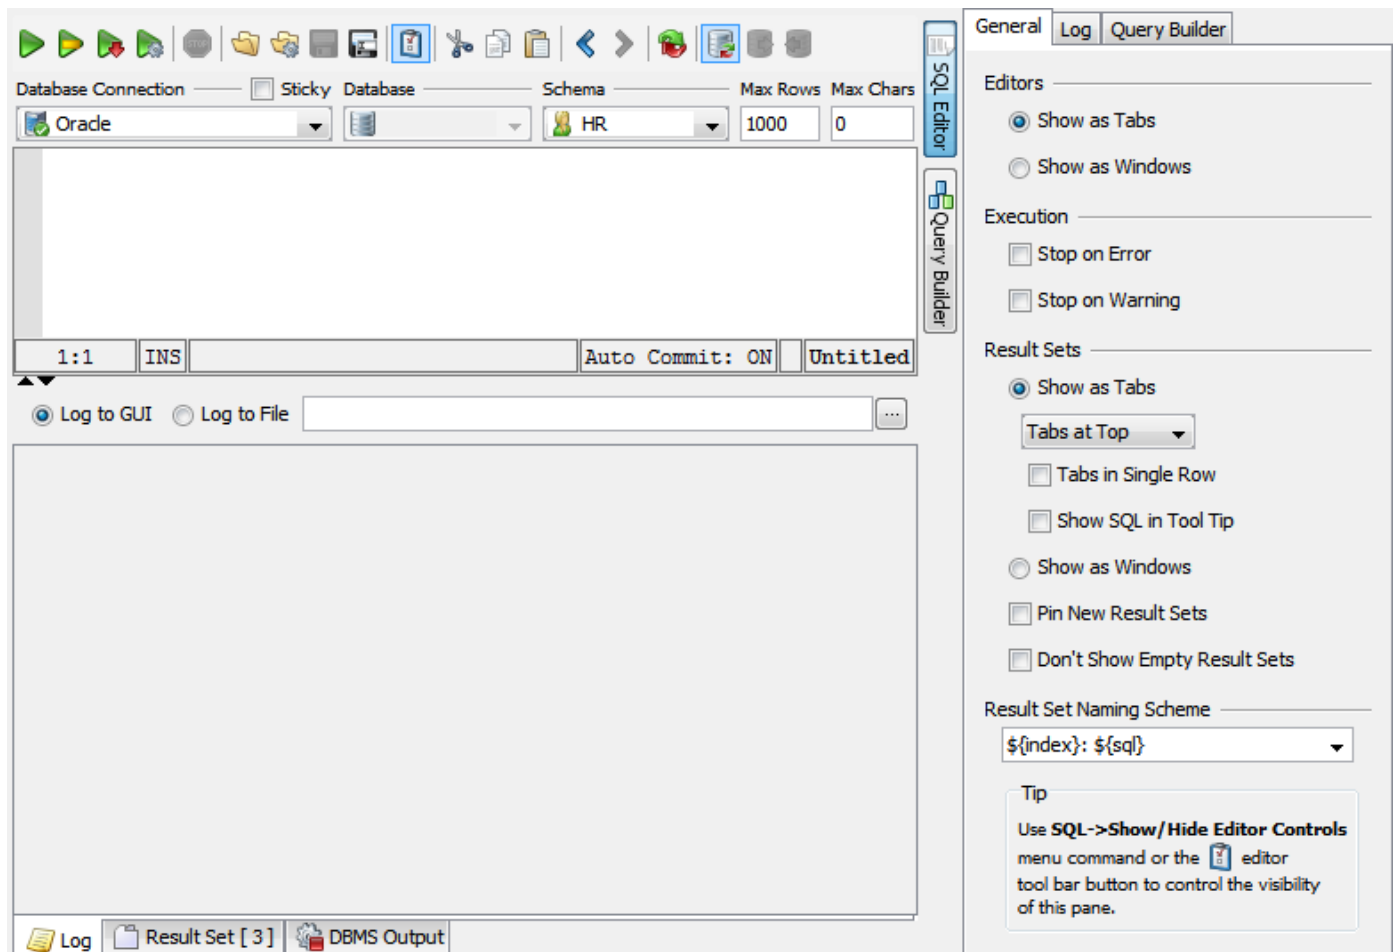 STOP
Database Connection
Sticky
Database
Schema
Max Rows
Max Chars
Oracle
HR
1000
0
1:1
INS
Auto Commit: ON
Untitled
Log to GUI
Log to File
...
Log
Result Set [ 3 ]
DBMS Output
SQL Editor
Query Builder
General
Log
Query Builder
Editors
Show as Tabs
Show as Windows
Execution
Stop on Error
Stop on Warning
Result Sets
Show as Tabs
Tabs at Top
Tabs in Single Row
Show SQL in Tool Tip
Show as Windows
Pin New Result Sets
Don't Show Empty Result Sets
Result Set Naming Scheme
${index}: ${sql}
Tip
Use SQL->Show/Hide Editor Controls
menu command or the editor
tool bar button to control the visibility
of this pane.